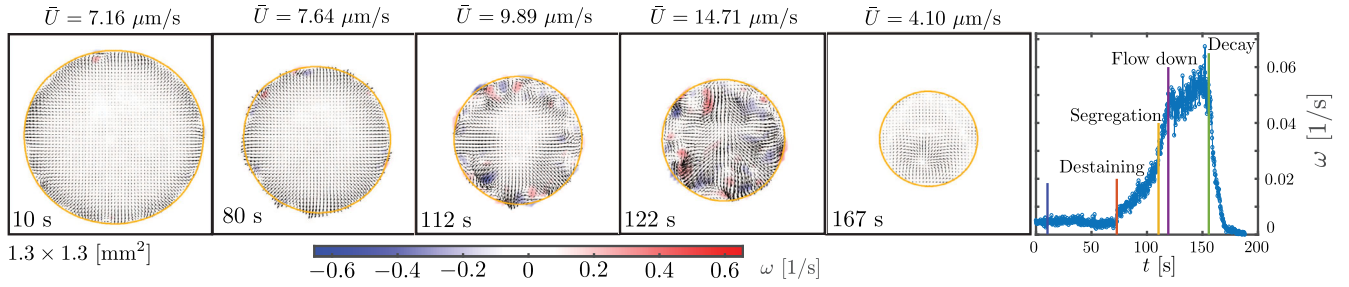 Ū = 7.16 μm/s
Ū = 7.64 μm/s
Ū = 9.89 μm/s
Ū = 14.71 μm/s
Ū = 4.10 μm/s
10 s
80 s
112 s
122 s
167 s
1.3 × 1.3 [mm²]
−0.6 −0.4 −0.2 0 0.2 0.4 0.6
ω [1/s]
Decay
Flow down
Segregation
Destaining
0.06
0.04
0.02
0
ω [1/s]
0 50 100 150 200
t [s]